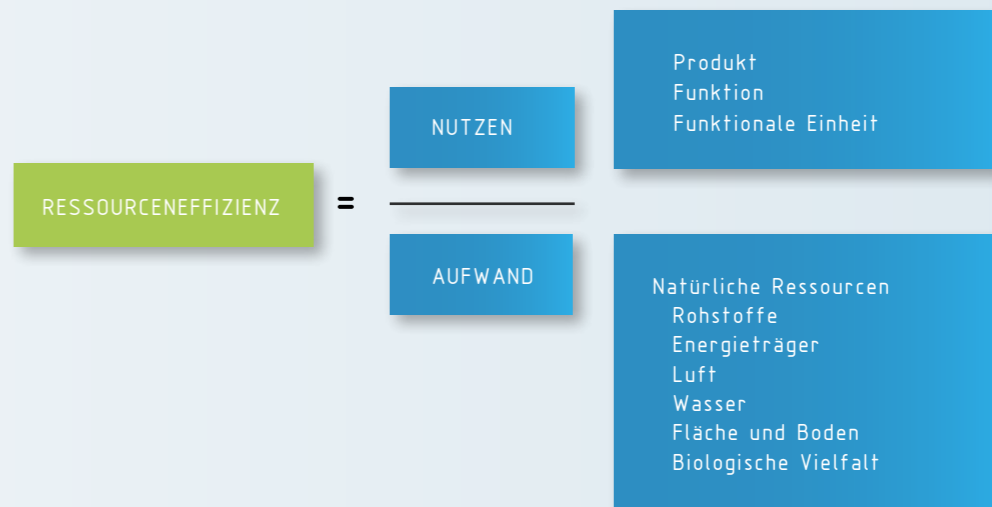 RESSOURCENEFFIZIENZ
=
NUTZEN
AUFWAND
Produkt
Funktion
Funktionale Einheit
Natürliche Ressourcen
Rohstoffe
Energieträger
Luft
Wasser
Fläche und Boden
Biologische Vielfalt